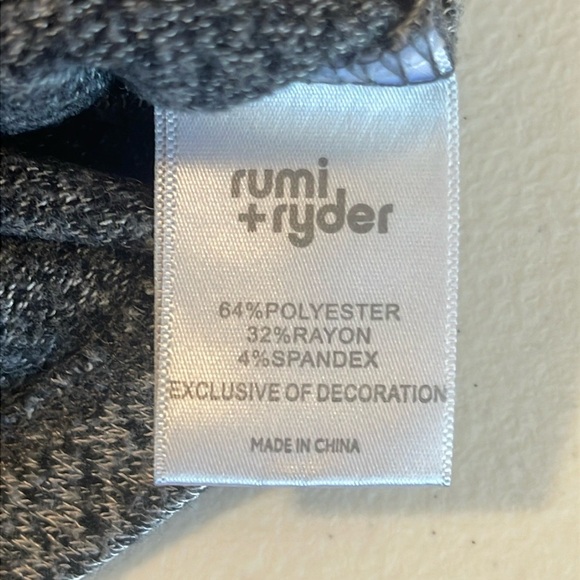 rumi
+ryder
64%POLYESTER
32%RAYON
4%SPANDEX
EXCLUSIVE OF DECORATION
MADE IN CHINA